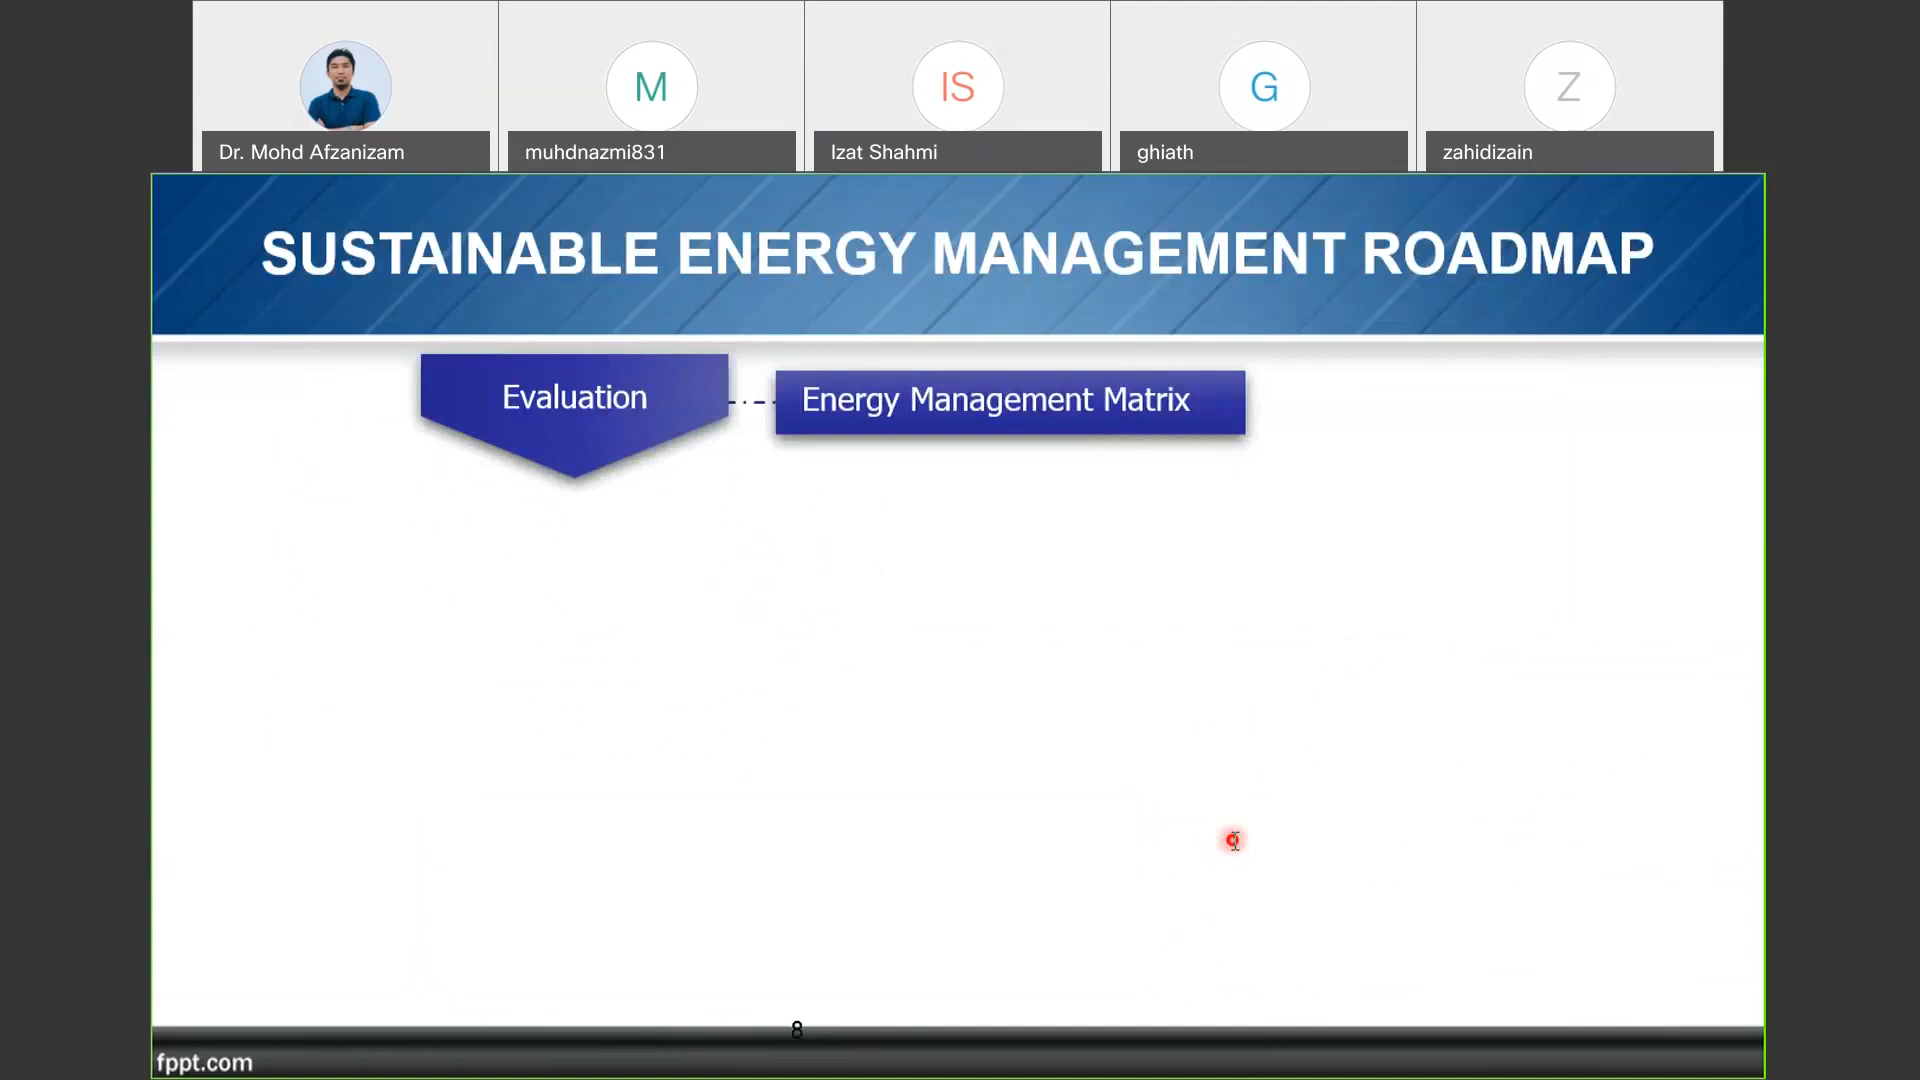 M
IS
G
Z
Dr. Mohd Afzanizam
muhdnazmi831
Izat Shahmi
ghiath
zahidizain
SUSTAINABLE ENERGY MANAGEMENT ROADMAP
Evaluation
Energy Management Matrix
8
fppt.com